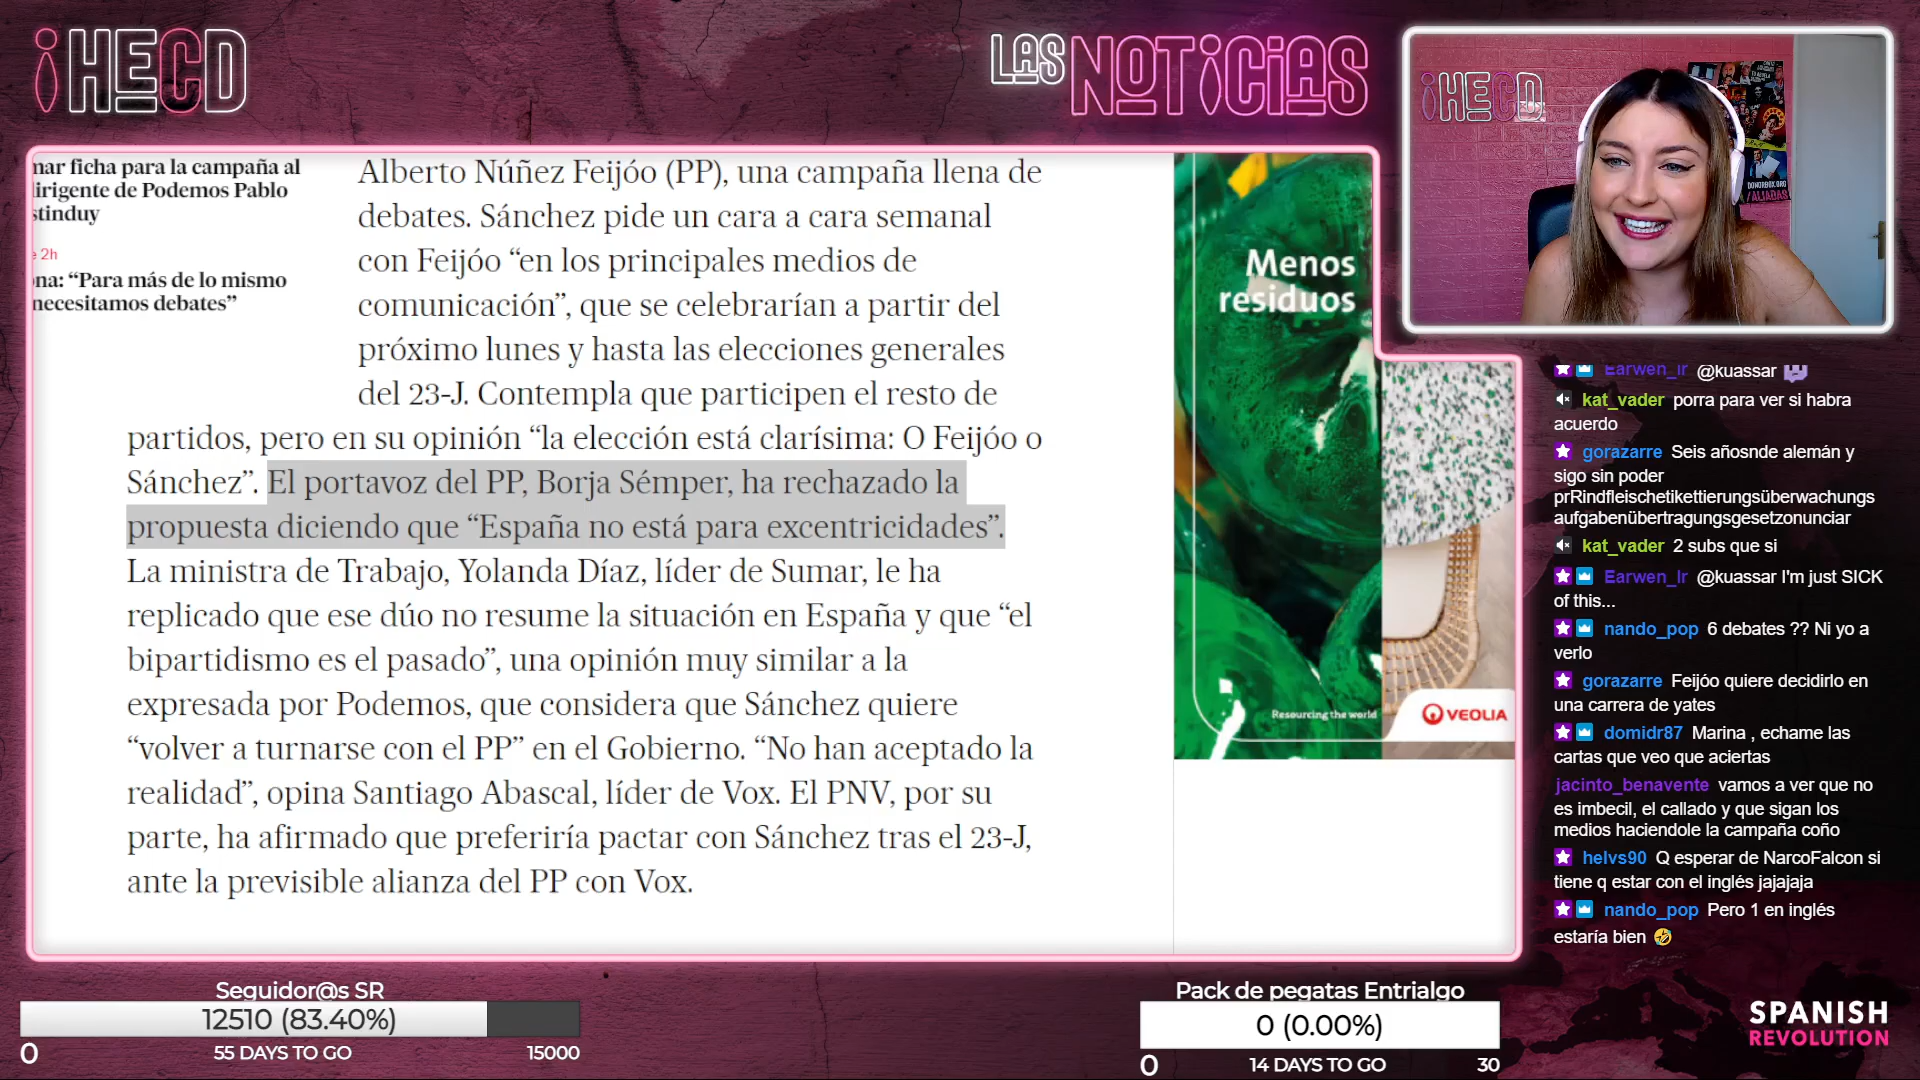 iHECD
LAS NOTiCiAS
mar ficha para la campaña al
dirigente de Podemos Pablo
stinduy
2h
ona: “Para más de lo mismo
necesitamos debates”
Alberto Núñez Feijóo (PP), una campaña llena de
debates. Sánchez pide un cara a cara semanal
con Feijóo “en los principales medios de
comunicación”, que se celebrarían a partir del
próximo lunes y hasta las elecciones generales
del 23-J. Contempla que participen el resto de
partidos, pero en su opinión “la elección está clarísima: O Feijóo o
Sánchez”. El portavoz del PP, Borja Sémper, ha rechazado la
propuesta diciendo que “España no está para excentricidades”.
La ministra de Trabajo, Yolanda Díaz, líder de Sumar, le ha
replicado que ese dúo no resume la situación en España y que “el
bipartidismo es el pasado”, una opinión muy similar a la
expresada por Podemos, que considera que Sánchez quiere
“volver a turnarse con el PP” en el Gobierno. “No han aceptado la
realidad”, opina Santiago Abascal, líder de Vox. El PNV, por su
parte, ha afirmado que preferiría pactar con Sánchez tras el 23-J,
ante la previsible alianza del PP con Vox.
Menos
residuos
Resourcing the world
VEOLIA
iHECD
DONORBOX.ORG
/ALIADAS
Earwen_Ir @kuassar
kat_vader porra para ver si habra
acuerdo
gorazarre Seis añosnde alemán y
sigo sin poder
prRindfleischetikettierungsüberwachungs
aufgabenübertragungsgesetzonunciar
kat_vader 2 subs que si
Earwen_Ir @kuassar I'm just SICK
of this...
nando_pop 6 debates ?? Ni yo a
verlo
gorazarre Feijóo quiere decidirlo en
una carrera de yates
domidr87 Marina , echame las
cartas que veo que aciertas
jacinto_benavente vamos a ver que no
es imbecil, el callado y que sigan los
medios haciendole la campaña coño
helvs90 Q esperar de NarcoFalcon si
tiene q estar con el inglés jajajaja
nando_pop Pero 1 en inglés
estaría bien 🤣
Seguidor@s SR
12510 (83.40%)
0 55 DAYS TO GO 15000
Pack de pegatas Entrialgo
0 (0.00%)
0 14 DAYS TO GO 30
SPANISH
REVOLUTION